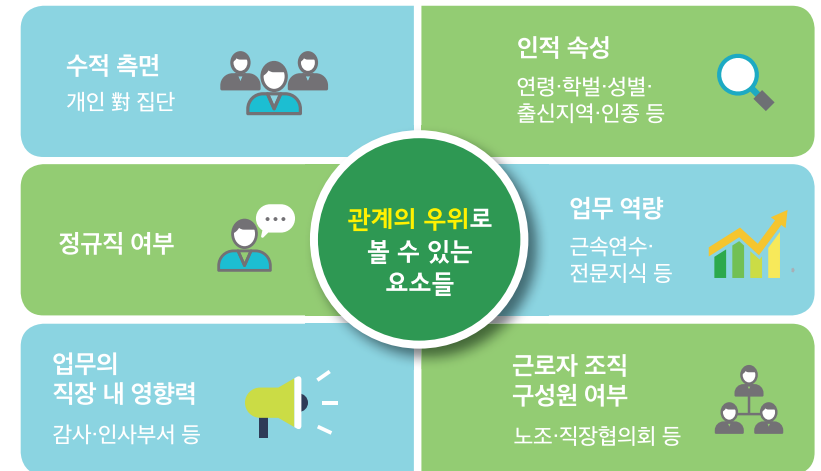 수적 측면
개인 對 집단
인적 속성
연령·학벌·성별·
출신지역·인종 등
정규직 여부
관계의 우위로
볼 수 있는
요소들
업무 역량
근속연수·
전문지식 등
업무의
직장 내 영향력
감사·인사부서 등
근로자 조직
구성원 여부
노조·직장협의회 등